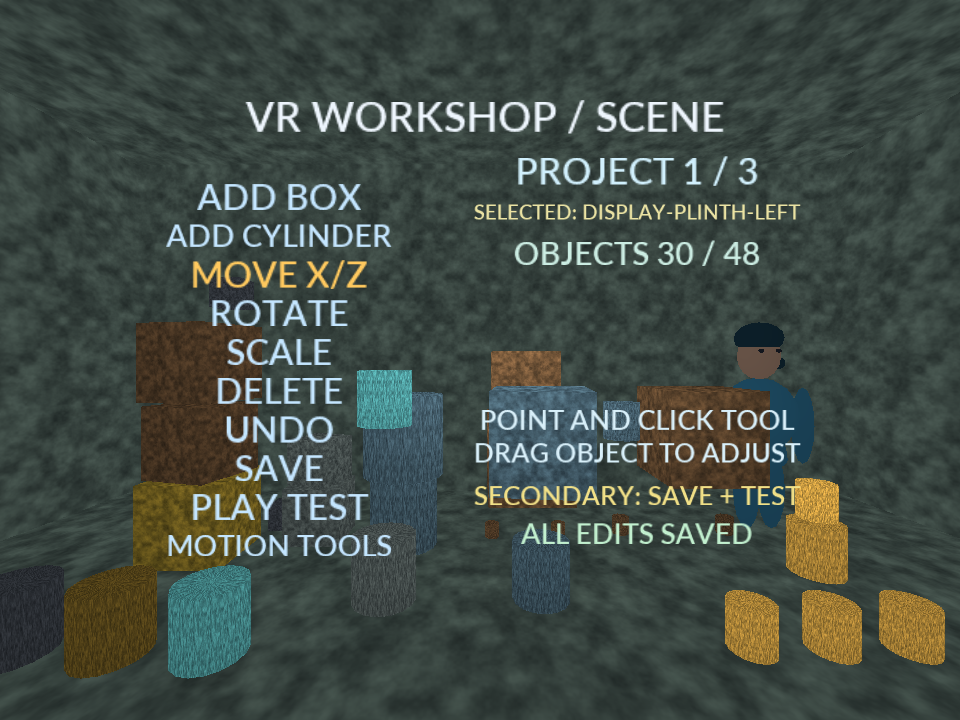 VR WORKSHOP / SCENE
ADD BOX
ADD CYLINDER
MOVE X/Z
ROTATE
SCALE
DELETE
UNDO
SAVE
PLAY TEST
MOTION TOOLS
PROJECT 1 / 3
SELECTED: DISPLAY-PLINTH-LEFT
OBJECTS 30 / 48
POINT AND CLICK TOOL
DRAG OBJECT TO ADJUST
SECONDARY: SAVE + TEST
ALL EDITS SAVED